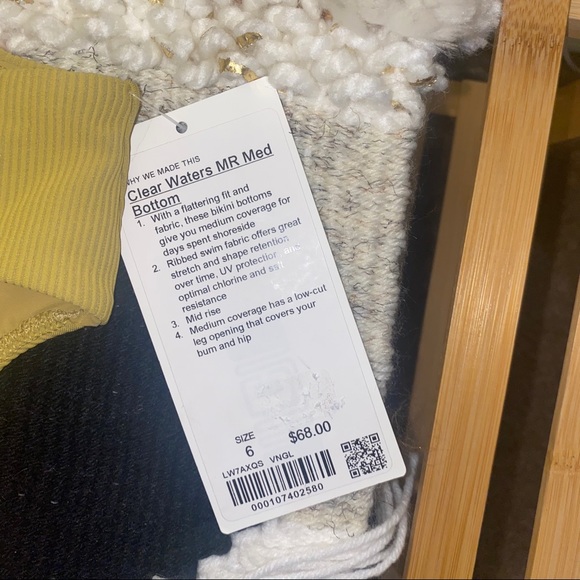 WHY WE MADE THIS
Clear Waters MR Med
Bottom
1. With a flattering fit and
fabric, these bikini bottoms
give you medium coverage for
days spent shoreside
2. Ribbed swim fabric offers great
stretch and shape retention
over time, UV protection and
optimal chlorine and
resistance
3. Mid rise
4. Medium coverage has a low-cut
leg opening that covers your
bum and hip
SIZE
6 $68.00
LW7AXQS VNGL
000107402580